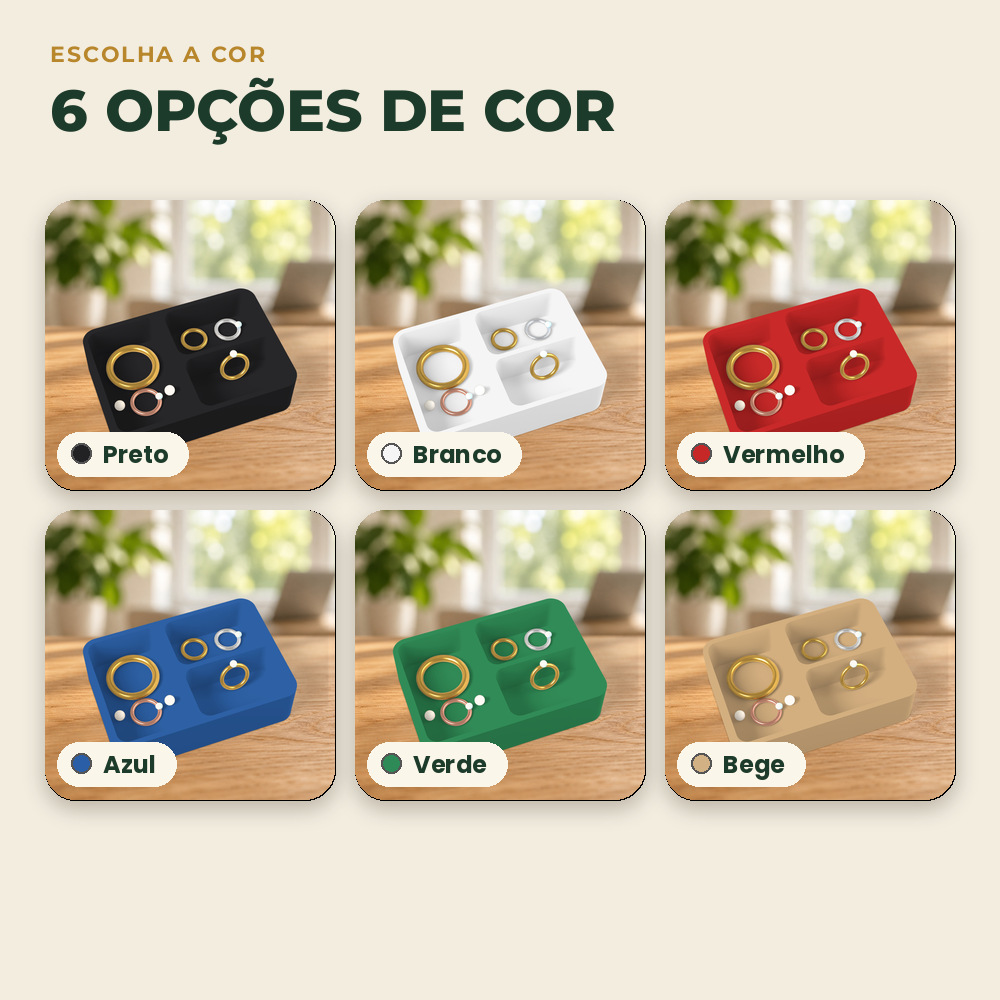 ESCOLHA A COR
6 OPÇÕES DE COR
Preto
Branco
Vermelho
Azul
Verde
Bege